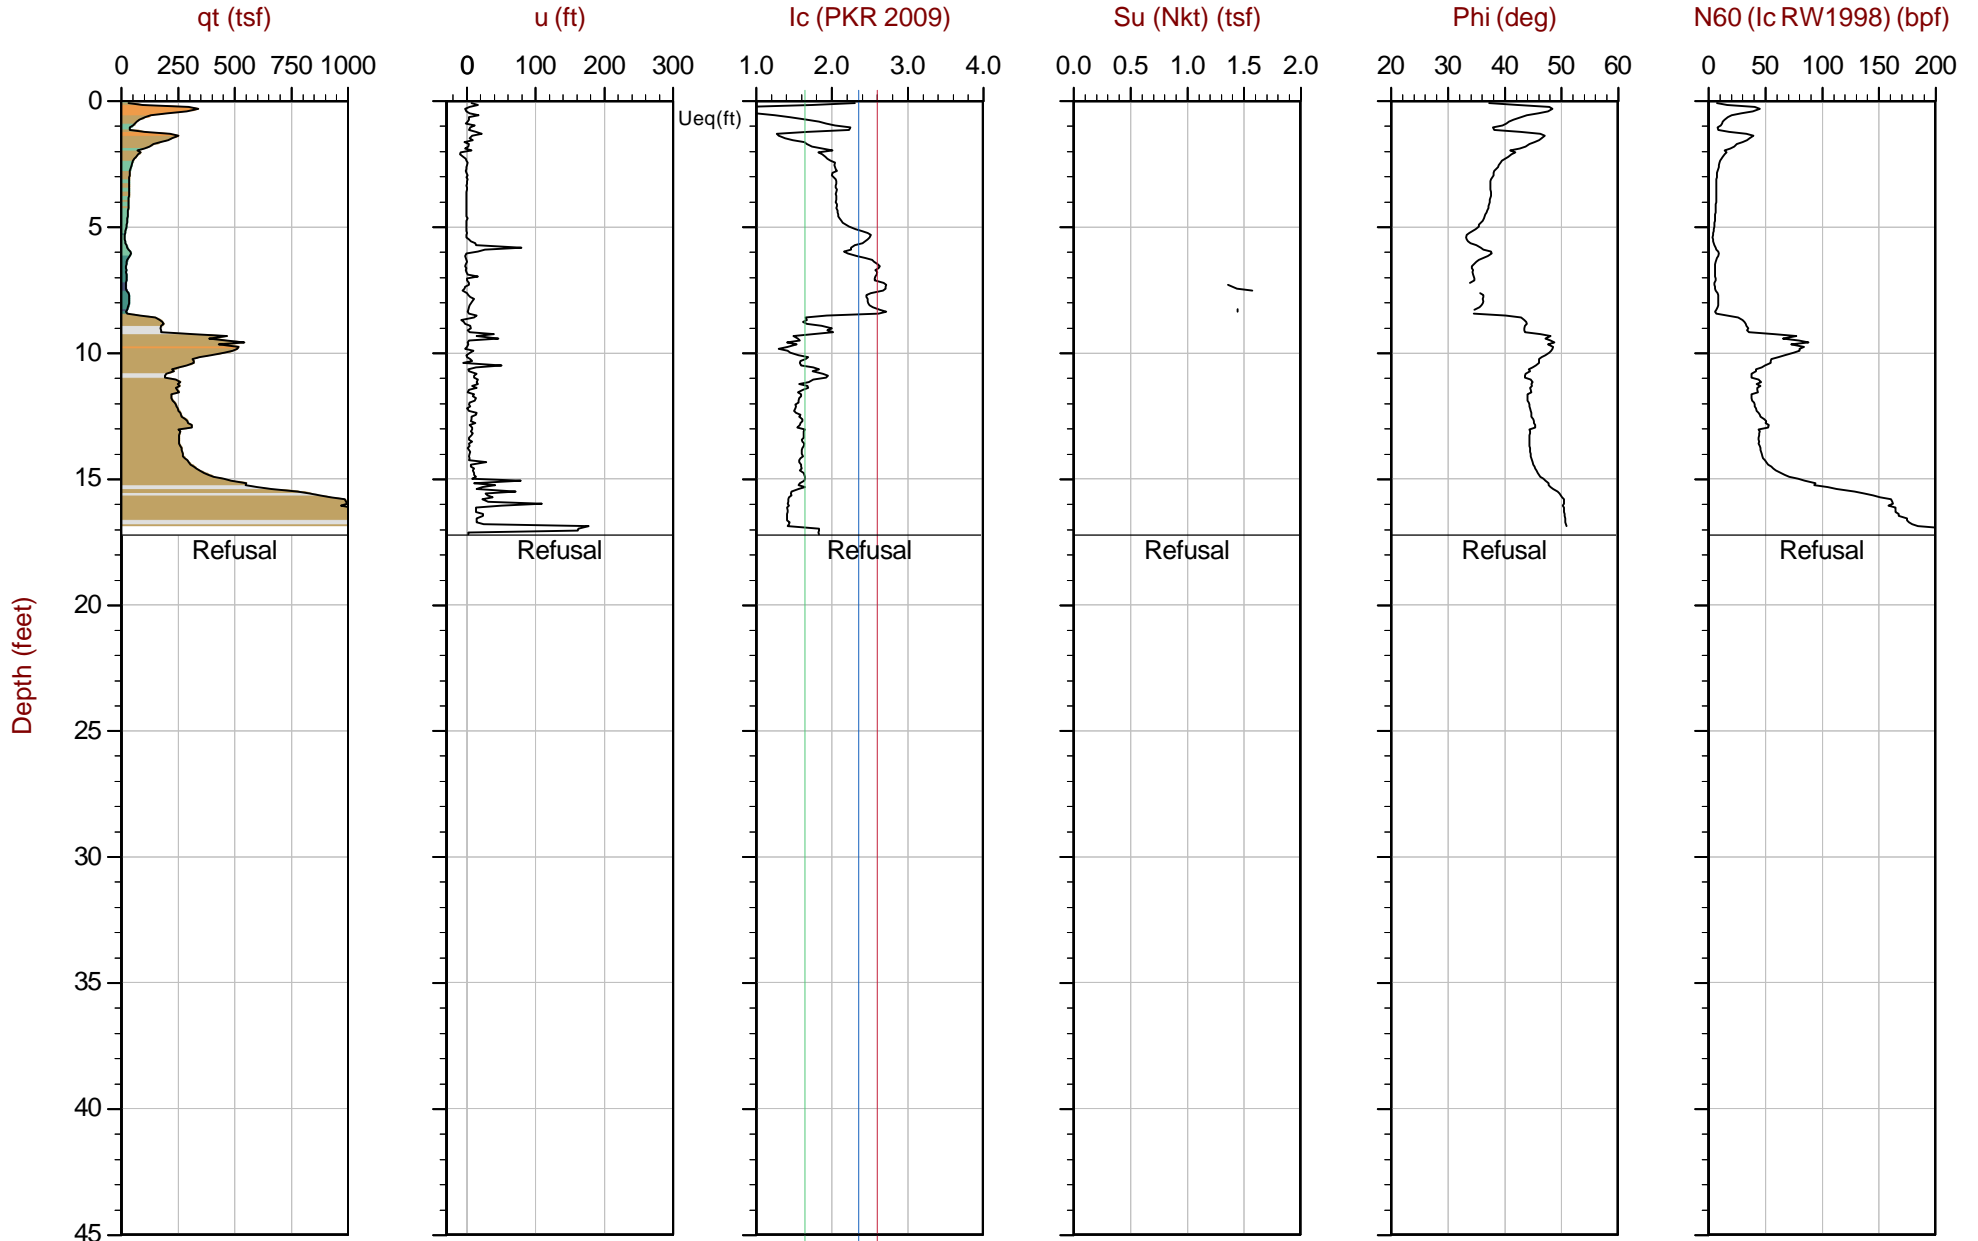 qt (tsf) u (ft) Ic (PKR 2009) Su (Nkt) (tsf) Phi (deg) N60 (Ic RW1998) (bpf)
0 250 500 750 1000 0 100 200 300 1.0 2.0 3.0 4.0 0.0 0.5 1.0 1.5 2.0 20 30 40 50 60 0 50 100 150 200
0
Ueq(ft)
5
10
15
Refusal Refusal Refusal Refusal Refusal Refusal
20
Depth (feet)
25
30
35
40
45